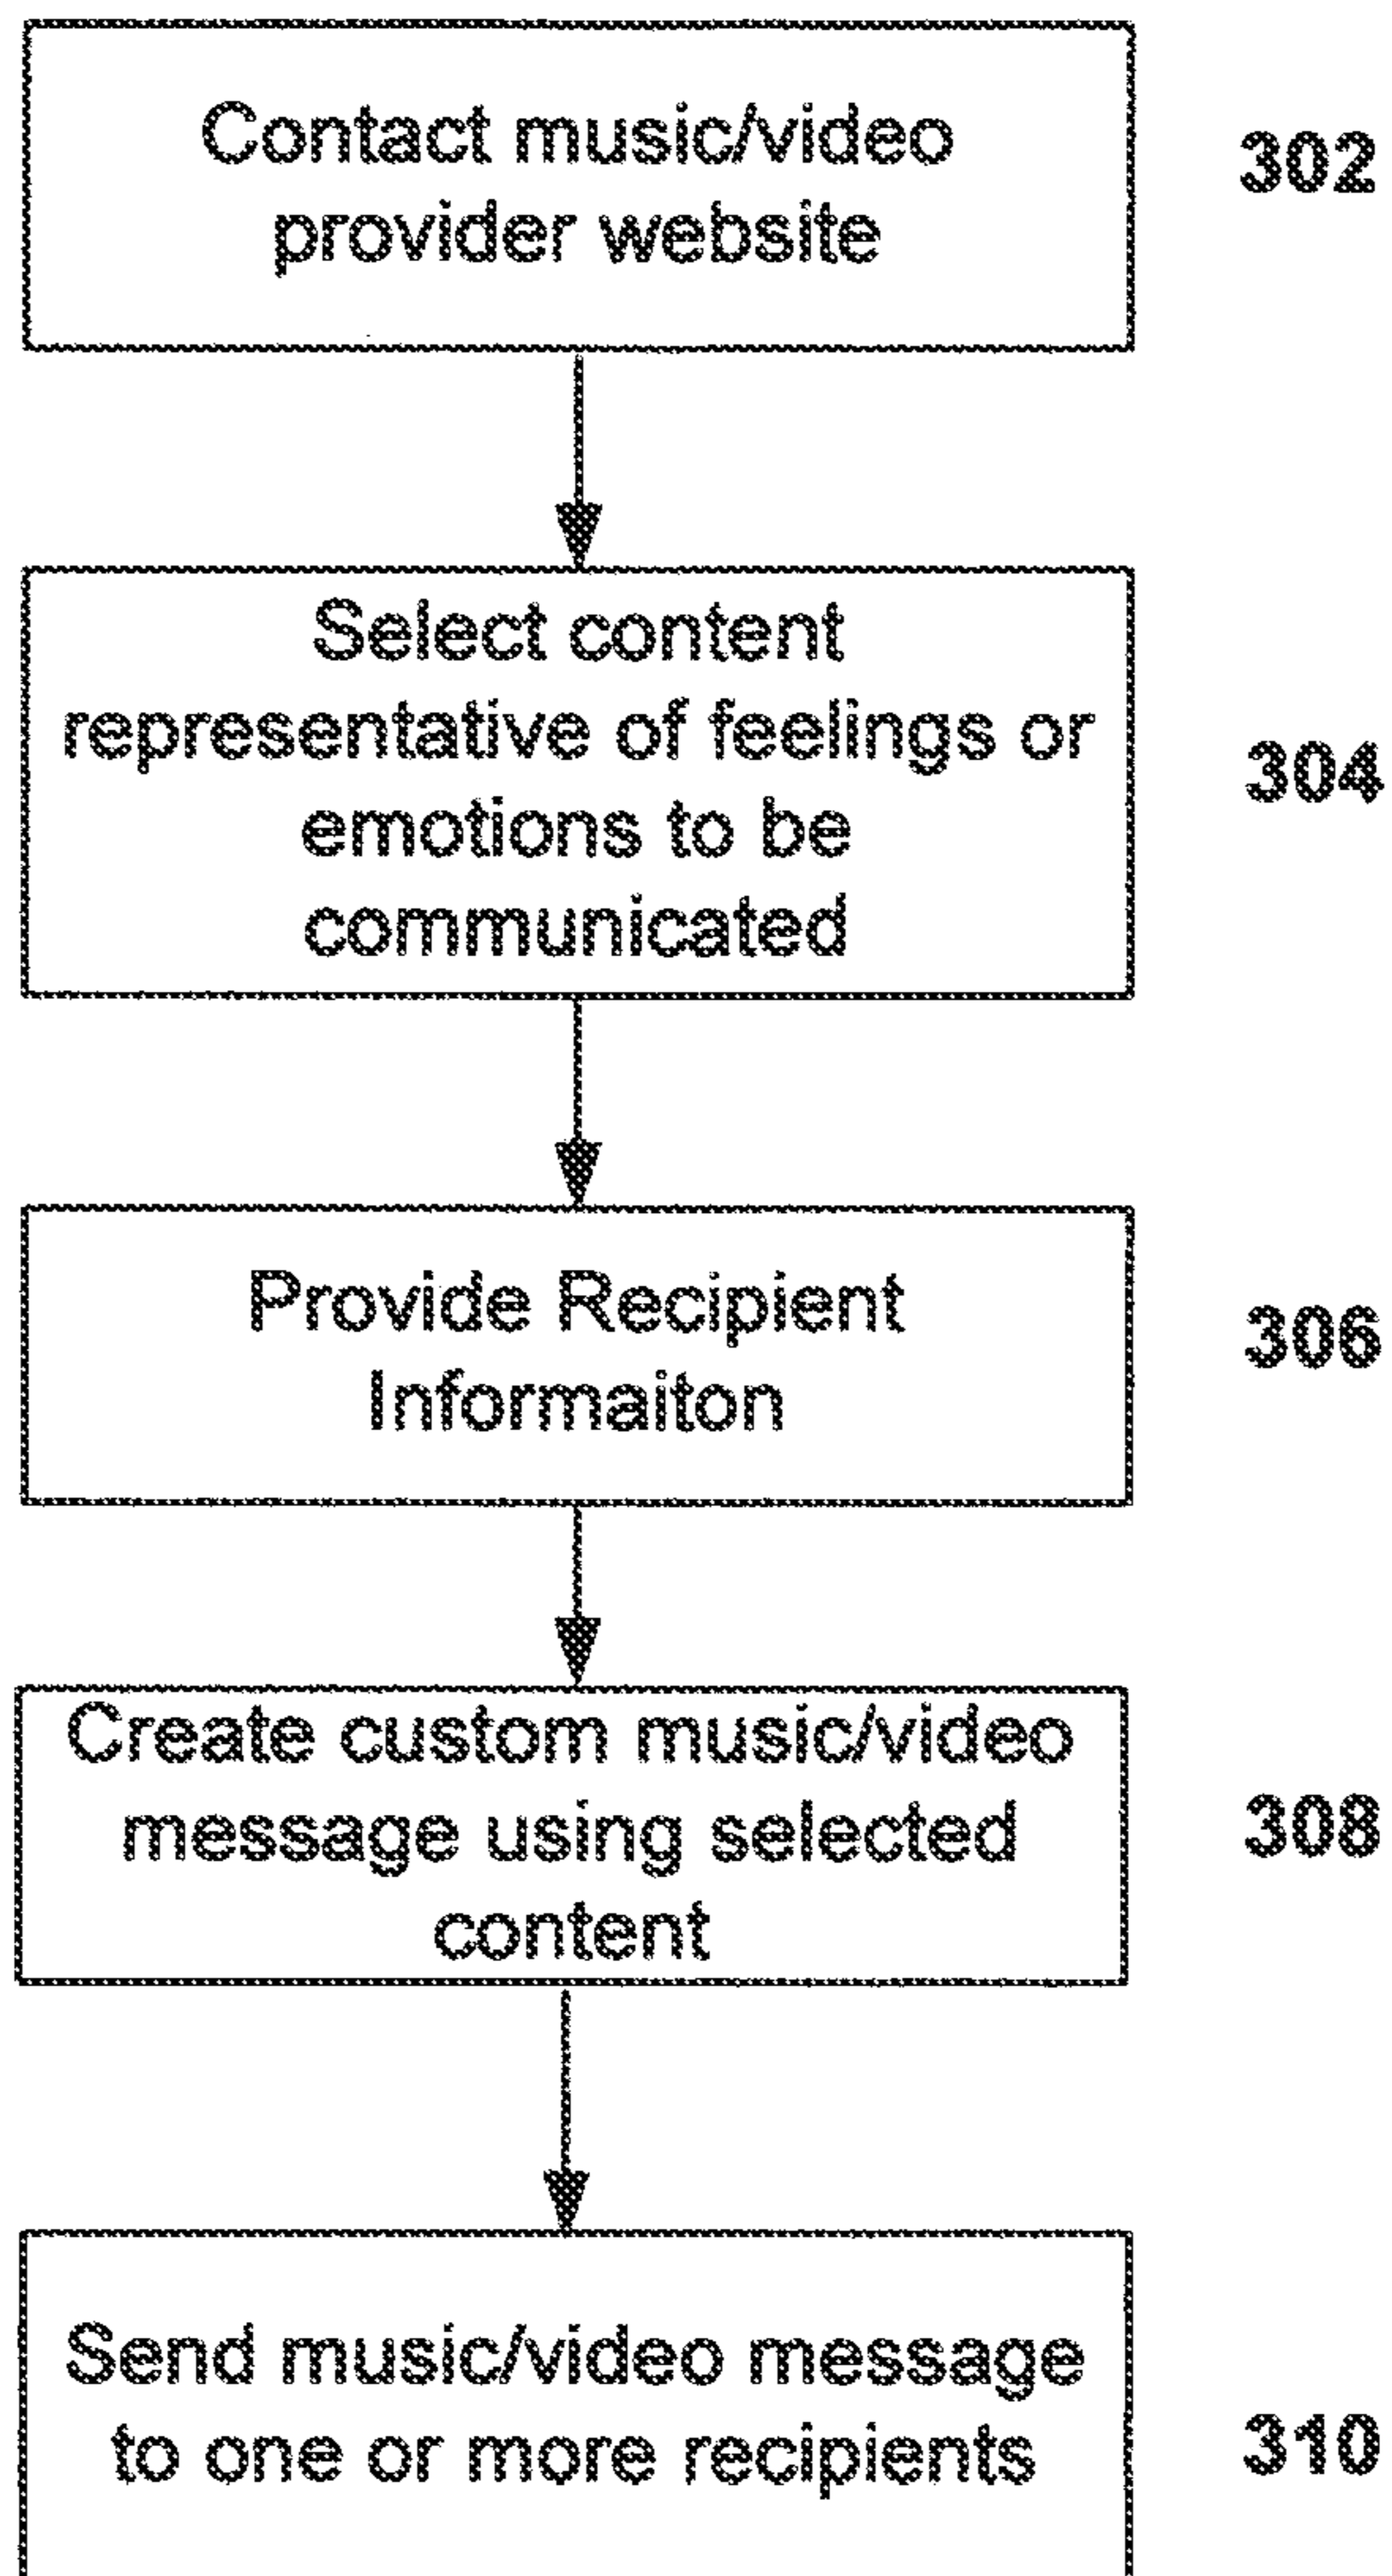 Contact music/video
provider website
302
Select content
representative of feelings or
emotions to be
communicated
304
Provide Recipient
Informaiton
306
Create custom music/video
message using selected
content
308
Send music/video message
to one or more recipients
310